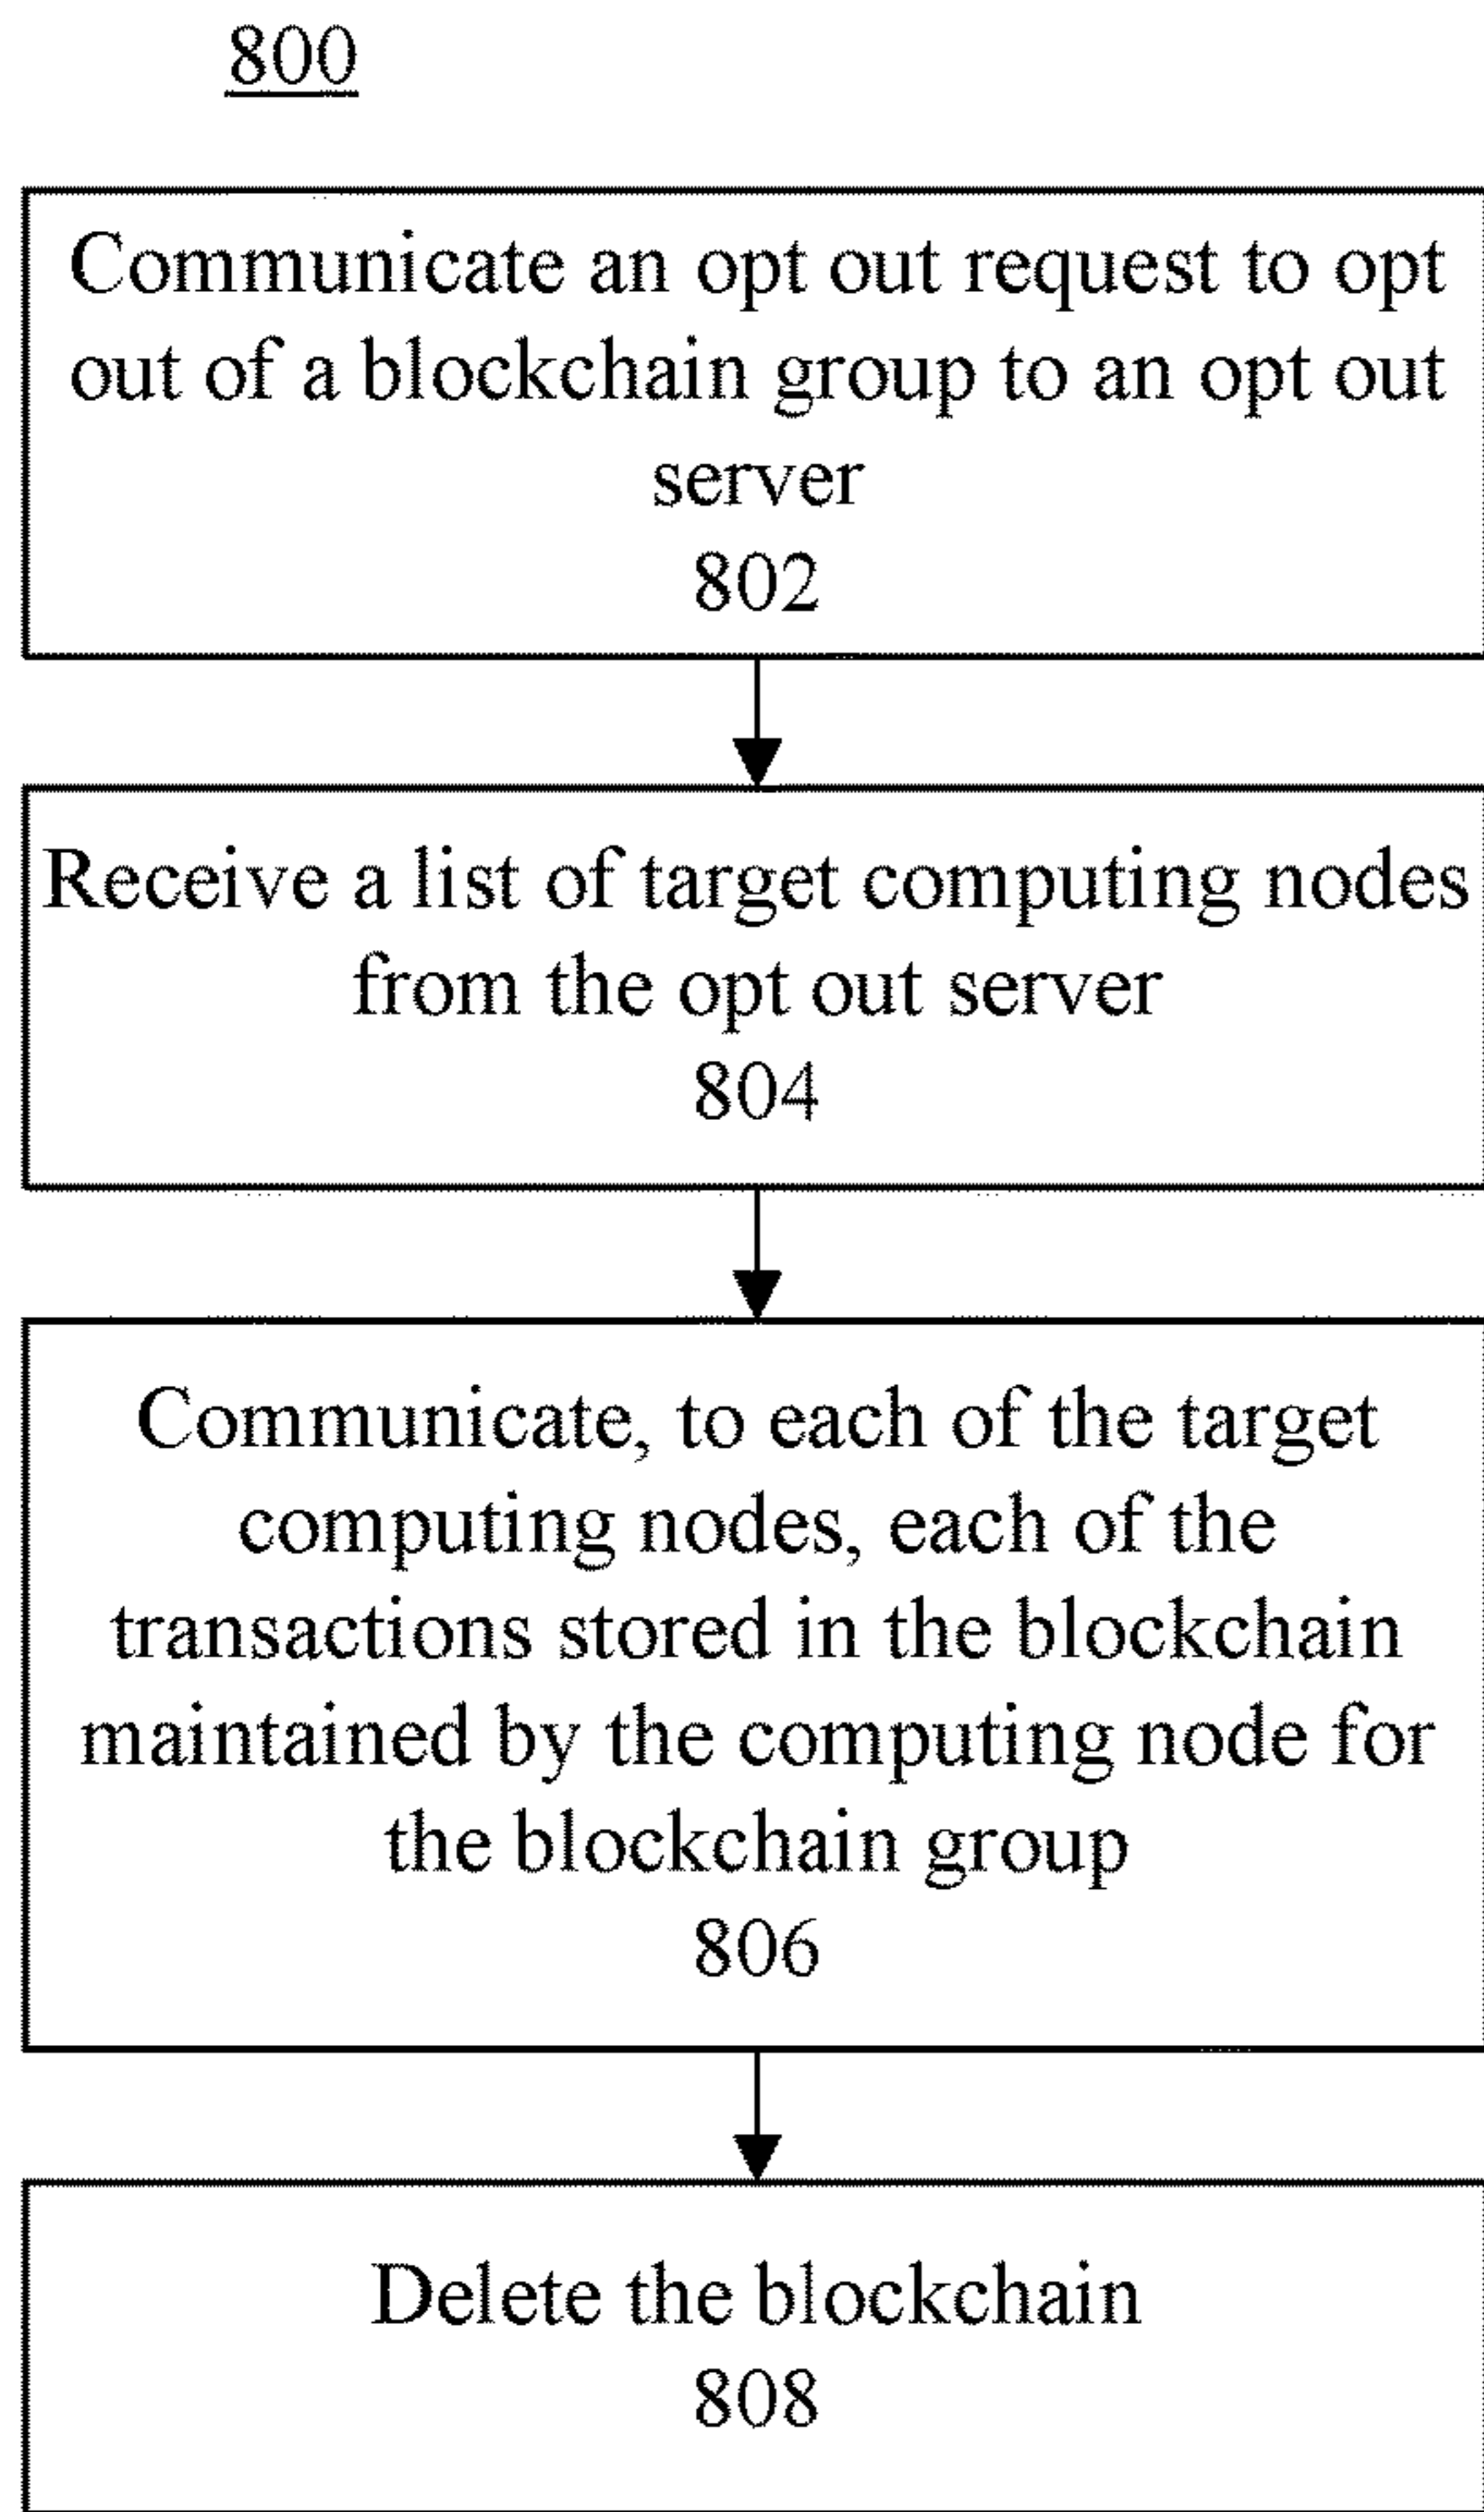 800
Communicate an opt out request to opt
out of a blockchain group to an opt out
server
802
Receive a list of target computing nodes
from the opt out server
804
Communicate, to each of the target
computing nodes, each of the
transactions stored in the blockchain
maintained by the computing node for
the blockchain group
806
Delete the blockchain
808